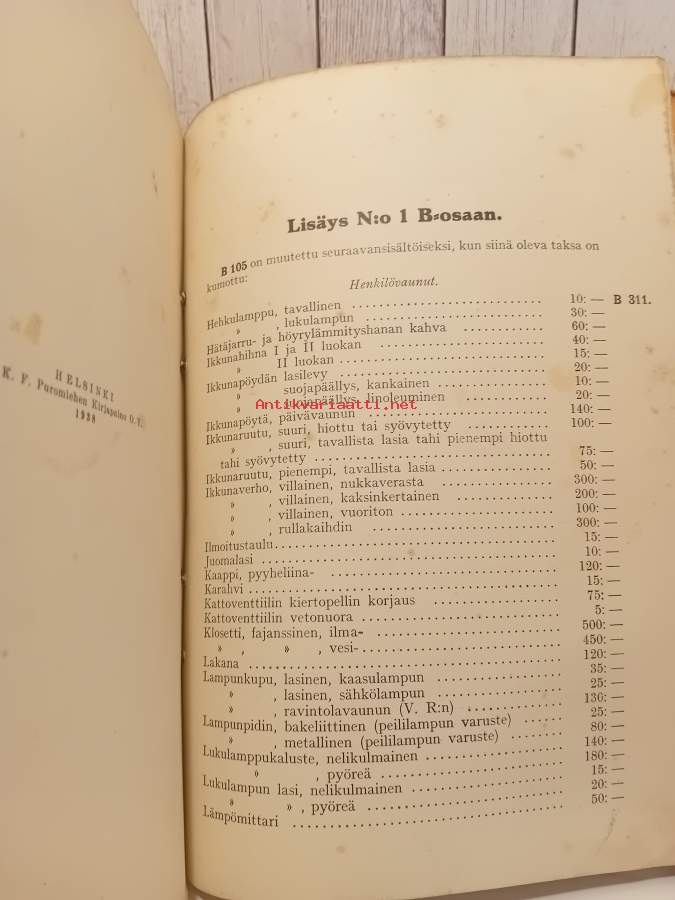 HELSINKI
K. F. Puromiehen Kirjapaino O.Y.
1938
Lisäys N:o 1 B-osaan.
B 105 on muutettu seuraavansisältöiseksi, kun siinä oleva taksa on
kumottu:
Henkilövaunut.
Hehkulamppu, tavallinen 10: — B 311.
» , lukulampun 30: —
Hätäjarru- ja höyrylämmityshanan kahva 60: —
Ikkunahihna I ja II luokan 40: —
» II luokan 15: —
Ikkunapöydän lasilevy 20: —
» suojapäällys, kankainen 10: —
» suojapäällys, linoleuminen 20: —
Antikvariaatti.net
Ikkunapöytä, päivävaunun 140: —
Ikkunaruutu, suuri, hiottu tai syövytetty 100: —
» , suuri, tavallista lasia tahi pienempi hiottu
tahi syövytetty 75: —
Ikkunaruutu, pienempi, tavallista lasia 50: —
Ikkunaverho, villainen, nukkaverasta 300: —
» , villainen, kaksinkertainen 200: —
» , villainen, vuoriton 100: —
» , rullakaihdin 300: —
Ilmoitustaulu 15: —
Juomalasi 10: —
Kaappi, pyyheliina- 120: —
Karahvi 15: —
Kattoventtiilin kiertopellin korjaus 75: —
Kattoventtiilin vetonuora 5: —
Klosetti, fajanssinen, ilma- 500: —
» , » , vesi- 450: —
Lakana 120: —
Lampunkupu, lasinen, kaasulampun 35: —
» , lasinen, sähkölampun 25: —
» , ravintolavaunun (V. R:n) 130: —
Lampunpidin, bakeliittinen (peililampun varuste) 25: —
» , metallinen (peililampun varuste) 80: —
Lukulamppukaluste, nelikulmainen 140: —
» , pyöreä 180: —
Lukulampun lasi, nelikulmainen 15: —
» » , pyöreä 20: —
Lämpömittari 50: —